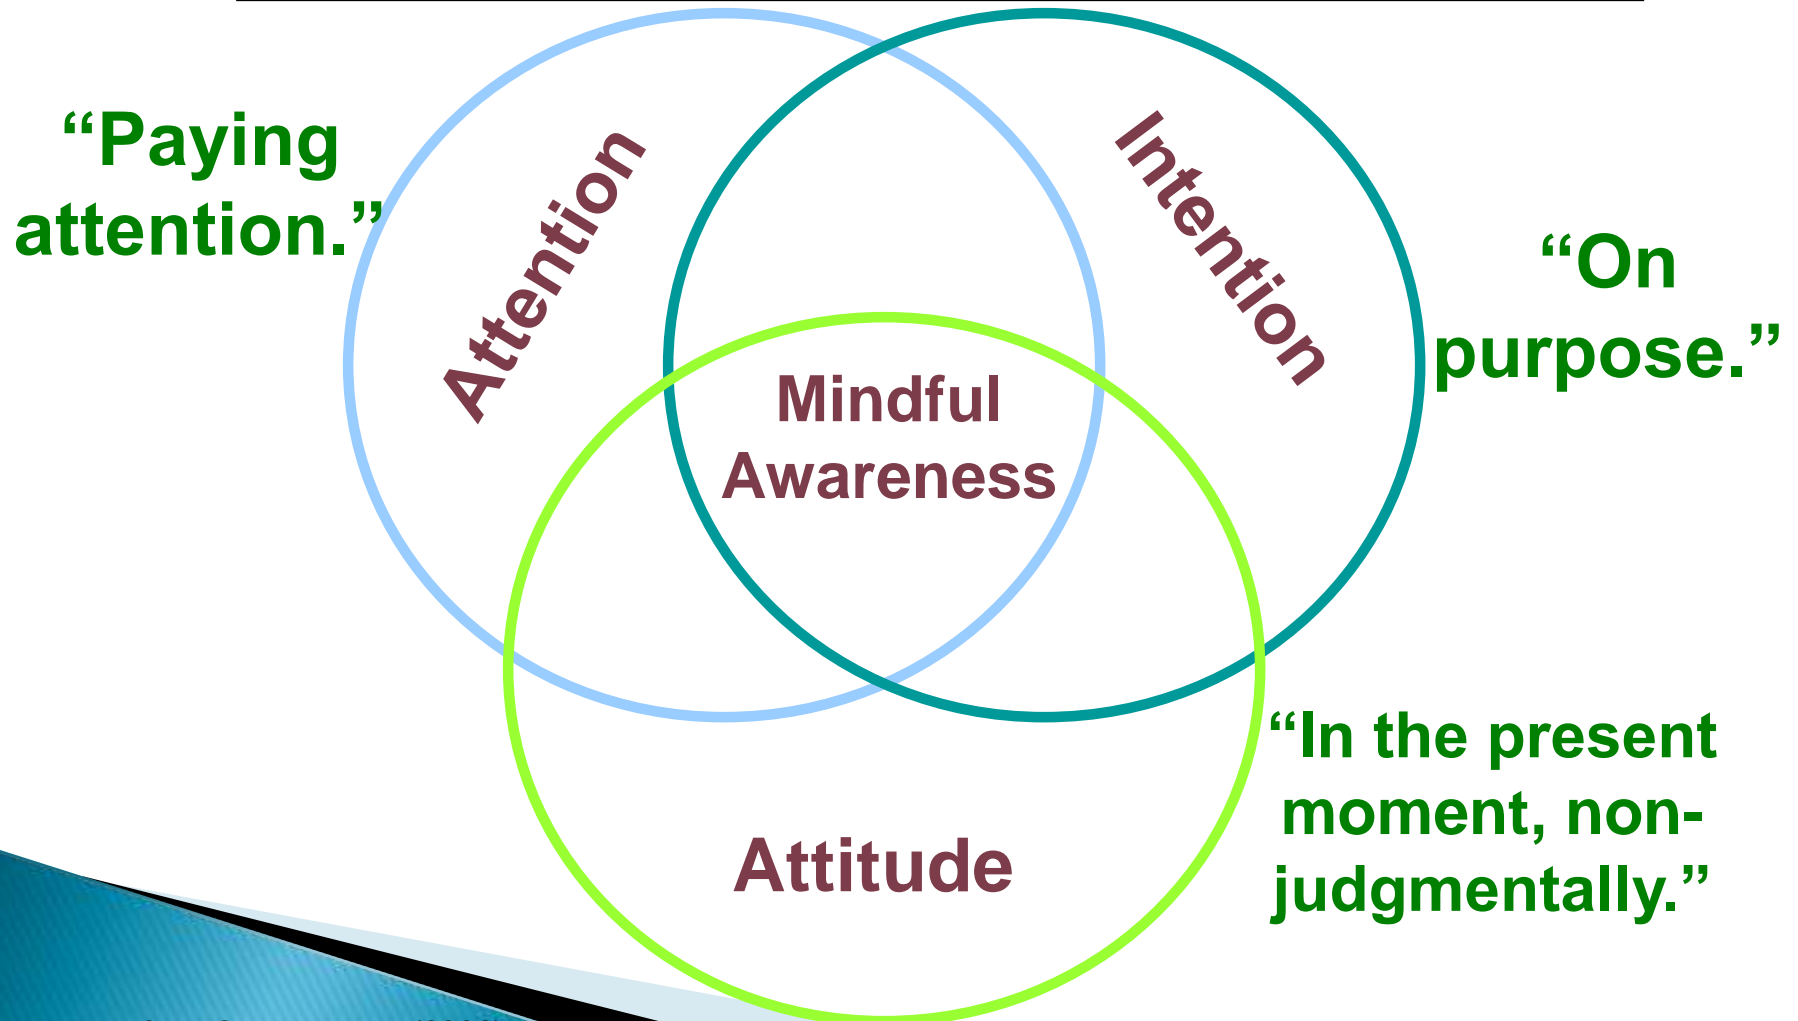 “Paying
attention.”
Attention
Intention
“On
purpose.”
Mindful
Awareness
“In the present
moment, non-
judgmentally.”
Attitude